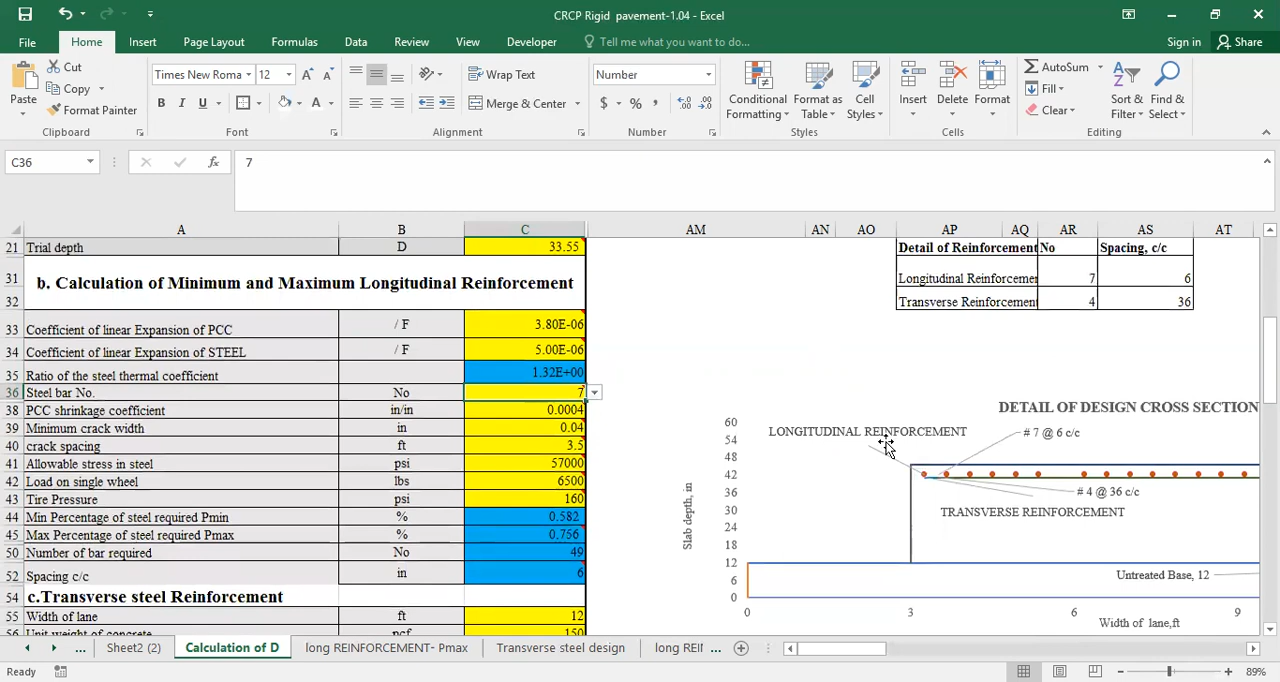 CRCP Rigid pavement-1.04 - Excel
File Home Insert Page Layout Formulas Data Review View Developer Tell me what you want to do... Sign in Share
Paste Cut Copy Format Painter Clipboard
Times New Roma 12 B I U A Font
Wrap Text Merge & Center Alignment
Number $ % , Number
Conditional Formatting Format as Table Cell Styles Styles
Insert Delete Format Cells
AutoSum Fill Clear Sort & Filter Find & Select Editing
C36 fx 7
A B C AM AN AO AP AQ AR AS AT
21 Trial depth D 33.55
31 b. Calculation of Minimum and Maximum Longitudinal Reinforcement
32
33 Coefficient of linear Expansion of PCC / F 3.80E-06
34 Coefficient of linear Expansion of STEEL / F 5.00E-06
35 Ratio of the steel thermal coefficient 1.32E+00
36 Steel bar No. No 7
38 PCC shrinkage coefficient in/in 0.0004
39 Minimum crack width in 0.04
40 crack spacing ft 3.5
41 Allowable stress in steel psi 57000
42 Load on single wheel lbs 6500
43 Tire Pressure psi 160
44 Min Percentage of steel required Pmin % 0.582
45 Max Percentage of steel required Pmax % 0.756
50 Number of bar required No 49
52 Spacing c/c in 6
54 c.Transverse steel Reinforcement
55 Width of lane ft 12
56 Unit weight of concrete pcf 150
Detail of Reinforcement No Spacing, c/c
Longitudinal Reinforcemen 7 6
Transverse Reinforcement 4 36
DETAIL OF DESIGN CROSS SECTION
LONGITUDINAL REINFORCEMENT
# 7 @ 6 c/c
# 4 @ 36 c/c
TRANSVERSE REINFORCEMENT
Untreated Base, 12
Slab depth, in
60
54
48
42
36
30
24
18
12
6
0
0 3 6 9
Width of lane,ft
... Sheet2 (2) Calculation of D long REINFORCEMENT- Pmax Transverse steel design long REI ...
Ready 89%